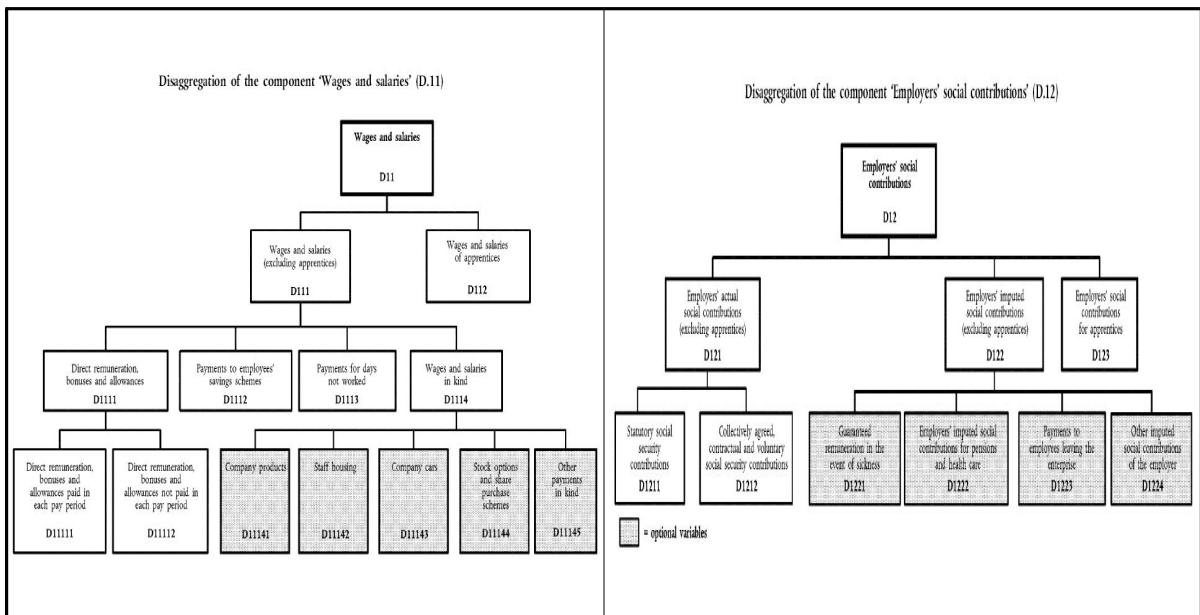 Disaggregation of the component 'Wages and salaries' (D.11)
Wages and salaries
D11
Wages and salaries
(excluding apprentices)
D111
Wages and salaries
of apprentices
D112
Direct remuneration,
bonuses and allowances
D1111
Payments to employees'
savings schemes
D1112
Payments for days
not worked
D1113
Wages and salaries
in kind
D1114
Direct remuneration,
bonuses and
allowances paid in
each pay period
D11111
Direct remuneration,
bonuses and
allowances not paid in
each pay period
D11112
Company products
D11141
Staff housing
D11142
Company cars
D11143
Stock options
and share
purchase
schemes
D11144
Other
payments
in kind
D11145
Disaggregation of the component 'Employers' social contributions' (D.12)
Employers' social
contributions
D12
Employers' actual
social contributions
(excluding apprentices)
D121
Employers' imputed
social contributions
(excluding apprentices)
D122
Employers' social
contributions
for apprentices
D123
Statutory social
security
contributions
D1211
Collectively agreed,
contractual and voluntary
social security contributions
D1212
Guaranteed
remuneration in the
event of sickness
D1221
Employers' imputed social
contributions for pensions
and health care
D1222
Payments to
employees leaving the
enterprise
D1223
Other imputed
social contributions
of the employer
D1224
= optional variables